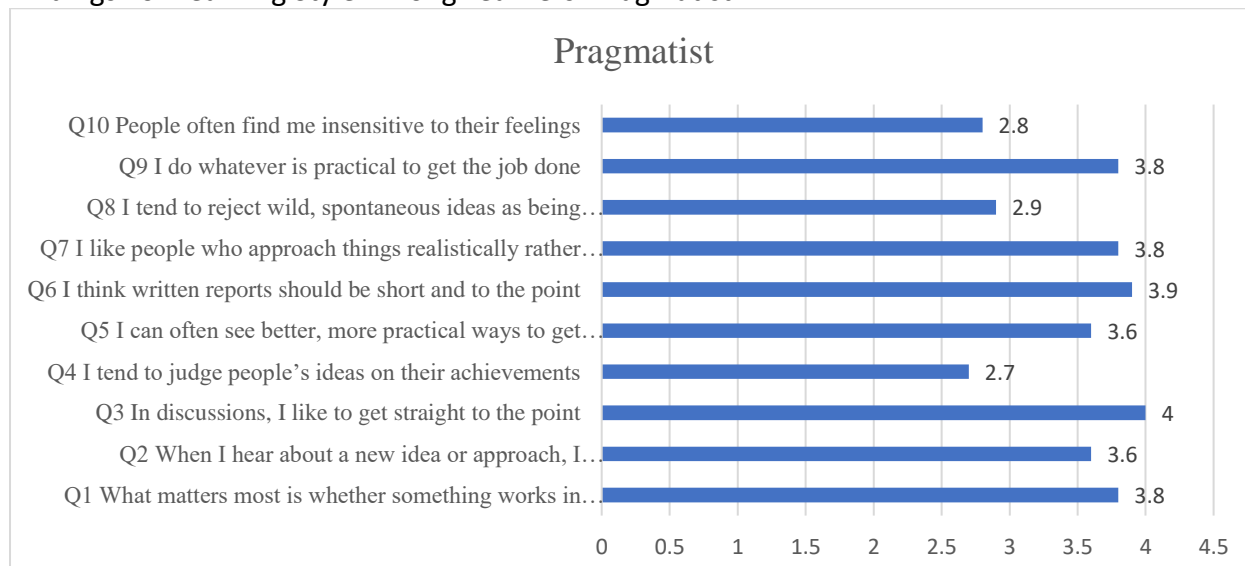 Pragmatist
Q10 People often find me insensitive to their feelings 2.8
Q9 I do whatever is practical to get the job done 3.8
Q8 I tend to reject wild, spontaneous ideas as being… 2.9
Q7 I like people who approach things realistically rather… 3.8
Q6 I think written reports should be short and to the point 3.9
Q5 I can often see better, more practical ways to get… 3.6
Q4 I tend to judge people’s ideas on their achievements 2.7
Q3 In discussions, I like to get straight to the point 4
Q2 When I hear about a new idea or approach, I… 3.6
Q1 What matters most is whether something works in… 3.8
0 0.5 1 1.5 2 2.5 3 3.5 4 4.5